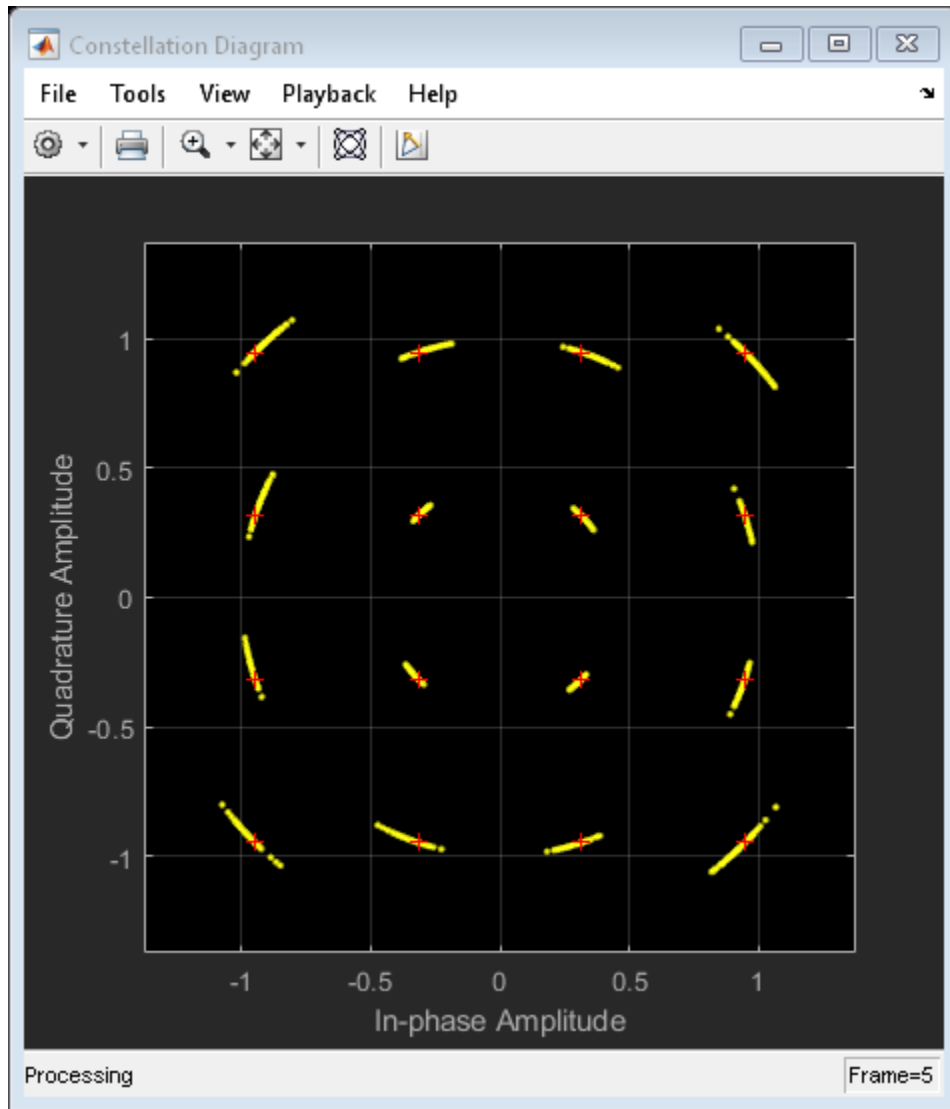 Constellation Diagram
File Tools View Playback Help
1
0.5
0
-0.5
-1
Quadrature Amplitude
-1 -0.5 0 0.5 1
In-phase Amplitude
Processing Frame=5